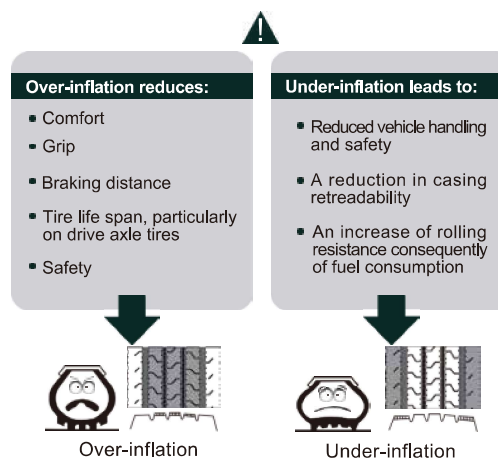 Over-inflation reduces:
Comfort
Grip
Braking distance
Tire life span, particularly
on drive axle tires
Safety
Over-inflation
Under-inflation leads to:
Reduced vehicle handling
and safety
A reduction in casing
retreadability
An increase of rolling
resistance consequently
of fuel consumption
Under-inflation